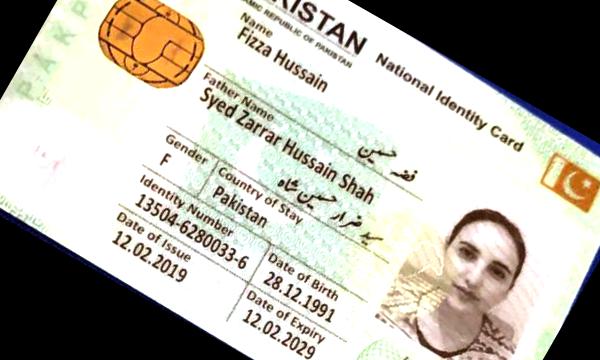 PAKP
KISTAN
AMIC REPUBLIC OF PAKISTAN
National Identity Card
Name
Fizza Hussain
فضہ حسین
Father Name
Syed Zarrar Hussain Shah
سید ضرار حسین شاہ
Gender
F
Country of Stay
Pakistan
Identity Number
13504-6280033-6
Date of Birth
28.12.1991
Date of Issue
12.02.2019
Date of Expiry
12.02.2029